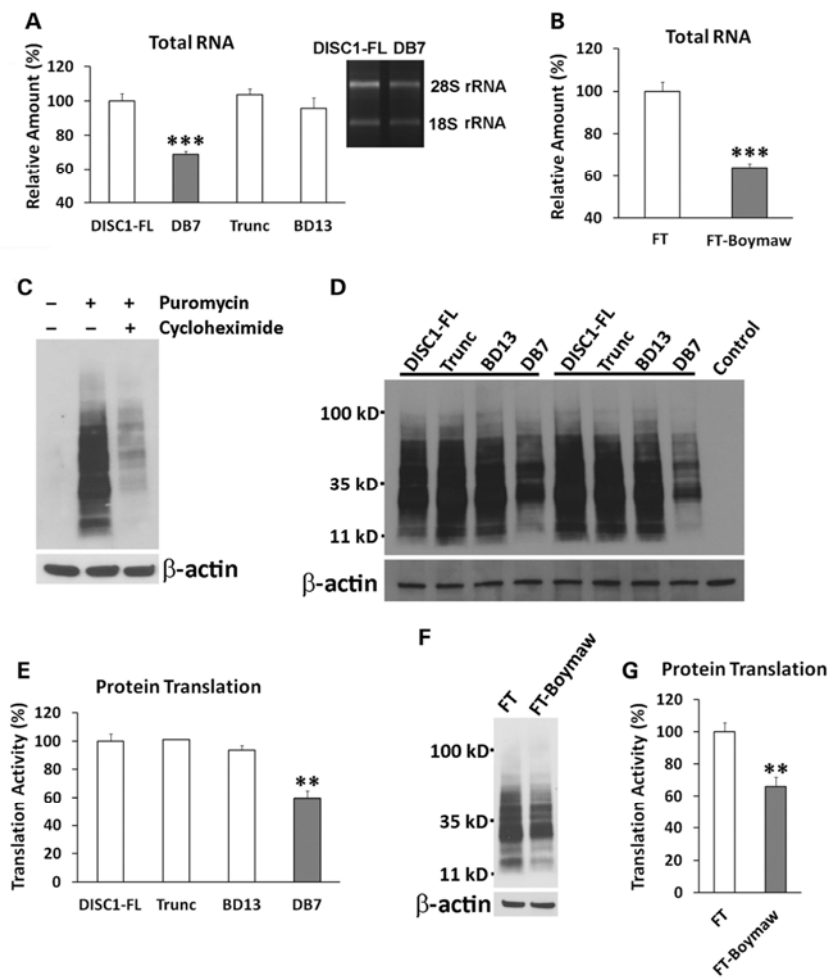 A
Total RNA
Relative Amount (%)
120
100
80
60
40
***
DISC1-FL DB7 Trunc BD13
DISC1-FL DB7
28S rRNA
18S rRNA
B
Total RNA
Relative Amount (%)
120
100
80
60
40
***
FT FT-Boymaw
C
– + + Puromycin
– – + Cycloheximide
β-actin
D
DISC1-FL Trunc BD13 DB7 DISC1-FL Trunc BD13 DB7 Control
100 kD
35 kD
11 kD
β-actin
E
Protein Translation
Translation Activity (%)
120
100
80
60
40
20
0
**
DISC1-FL Trunc BD13 DB7
F
FT FT-Boymaw
100 kD
35 kD
11 kD
β-actin
G
Protein Translation
Translation Activity (%)
120
100
80
60
40
20
0
**
FT FT-Boymaw